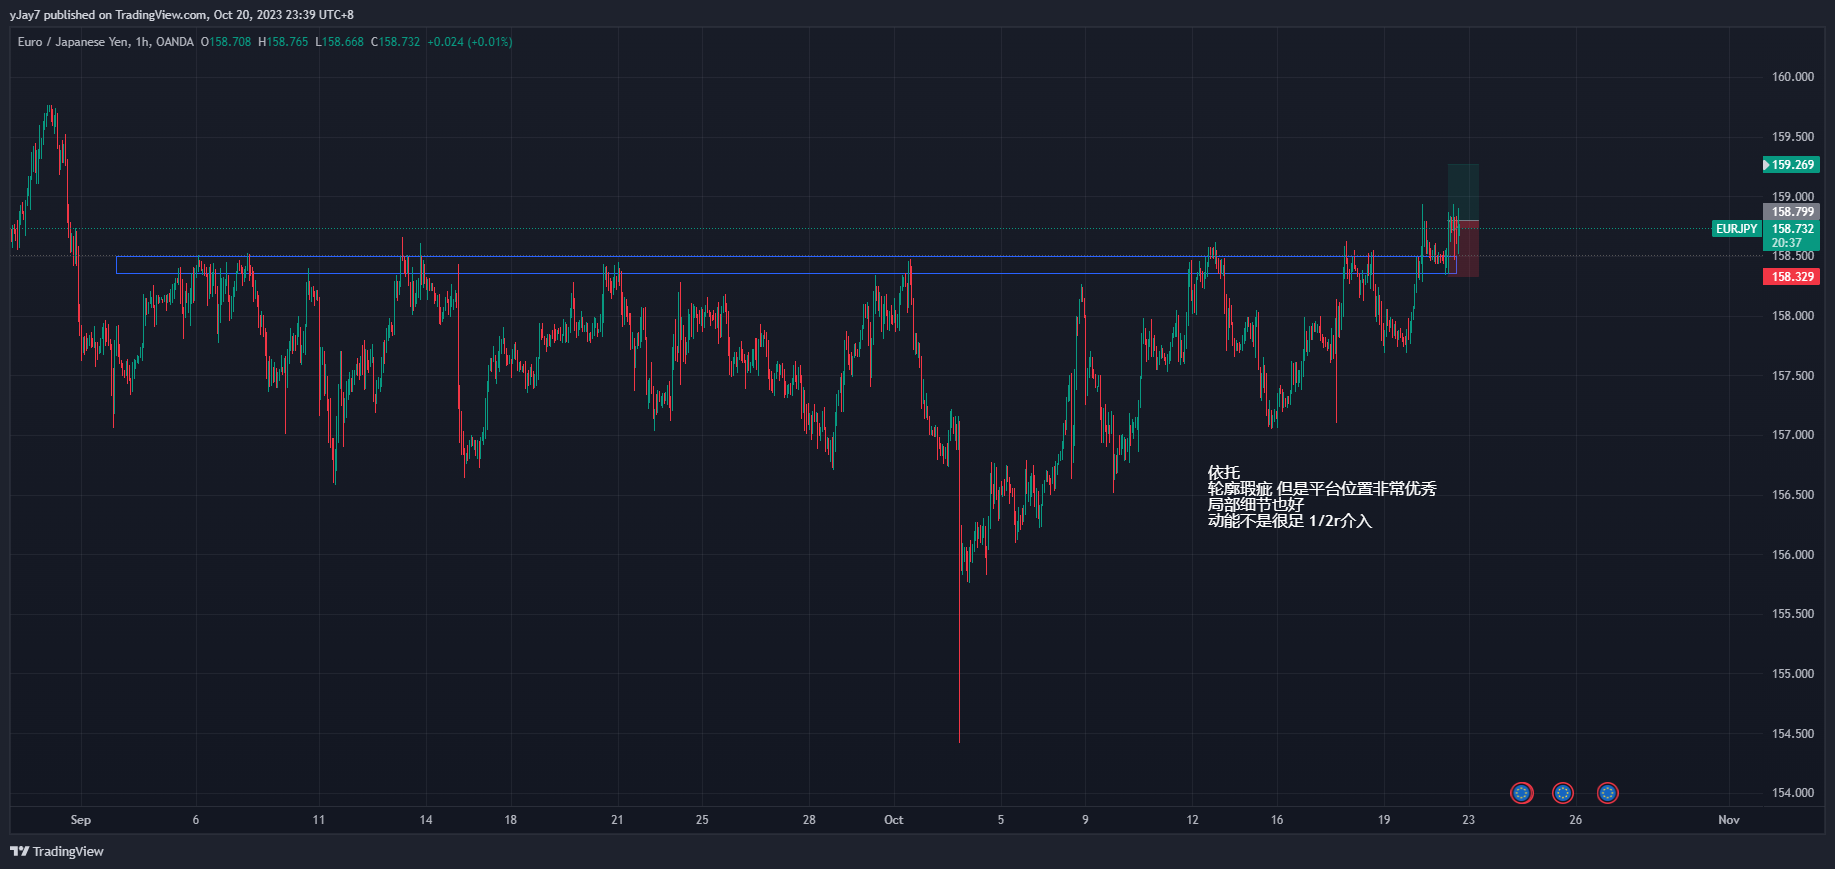 yJay7 published on TradingView.com, Oct 20, 2023 23:39 UTC+8
Euro / Japanese Yen, 1h, OANDA O158.708 H158.765 L158.668 C158.732 +0.024 (+0.01%)
160.000
159.500
159.269
159.000
158.799
EURJPY 158.732
20:37
158.500
158.329
158.000
157.500
157.000
依托
轮廓瑕疵 但是平台位置非常优秀
156.500
局部细节也好
动能不是很足 1/2r介入
156.000
155.500
155.000
154.500
154.000
Sep 6 11 14 18 21 25 28 Oct 5 9 12 16 19 23 26 Nov
TradingView